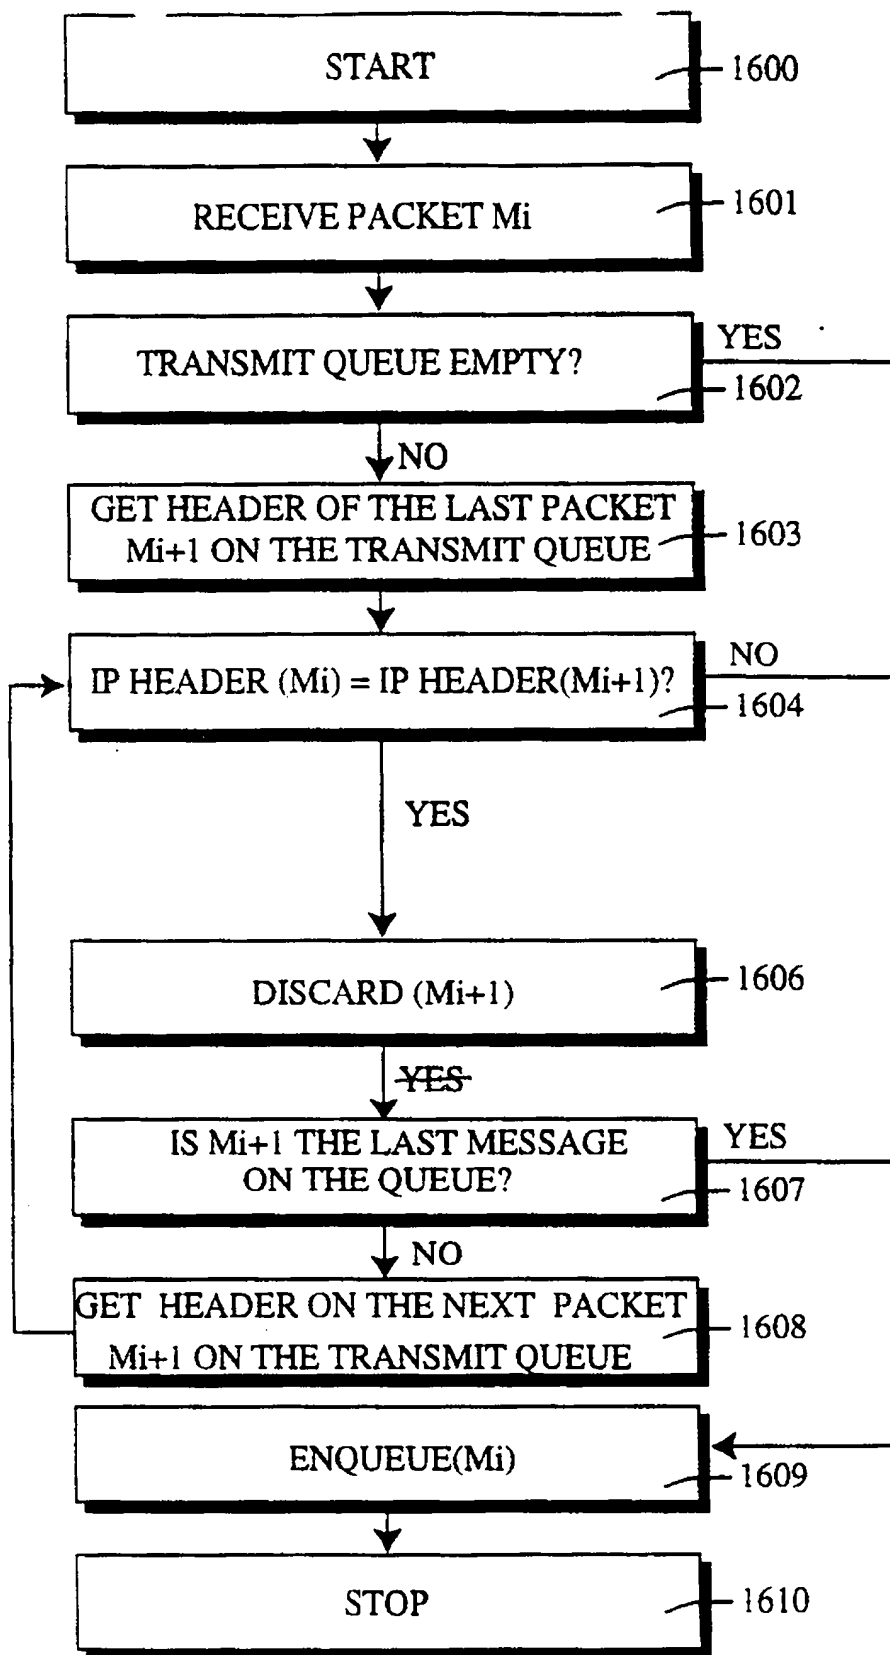 START
1600
RECEIVE PACKET Mi
1601
TRANSMIT QUEUE EMPTY?
YES
1602
NO
GET HEADER OF THE LAST PACKET
Mi+1 ON THE TRANSMIT QUEUE
1603
IP HEADER (Mi) = IP HEADER(Mi+1)?
NO
1604
YES
DISCARD (Mi+1)
1606
YES
IS Mi+1 THE LAST MESSAGE
ON THE QUEUE?
YES
1607
NO
GET HEADER ON THE NEXT PACKET
Mi+1 ON THE TRANSMIT QUEUE
1608
ENQUEUE(Mi)
1609
STOP
1610